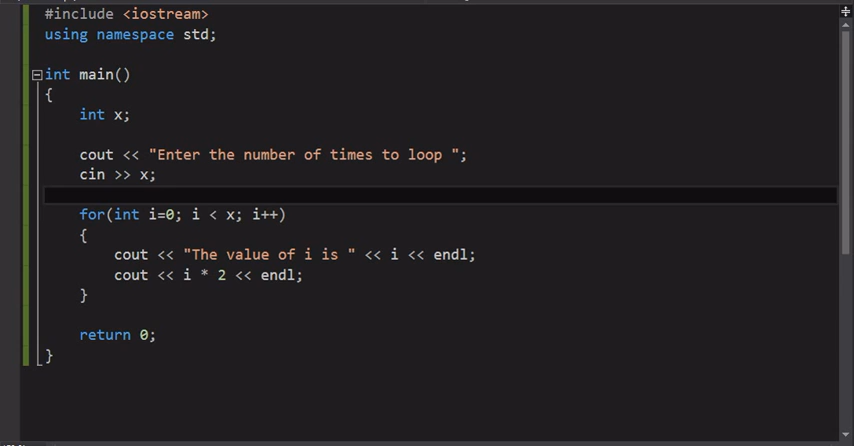 #include <iostream>
using namespace std;
int main()
{
int x;
cout << "Enter the number of times to loop ";
cin >> x;
for(int i=0; i < x; i++)
{
cout << "The value of i is " << i << endl;
cout << i * 2 << endl;
}
return 0;
}